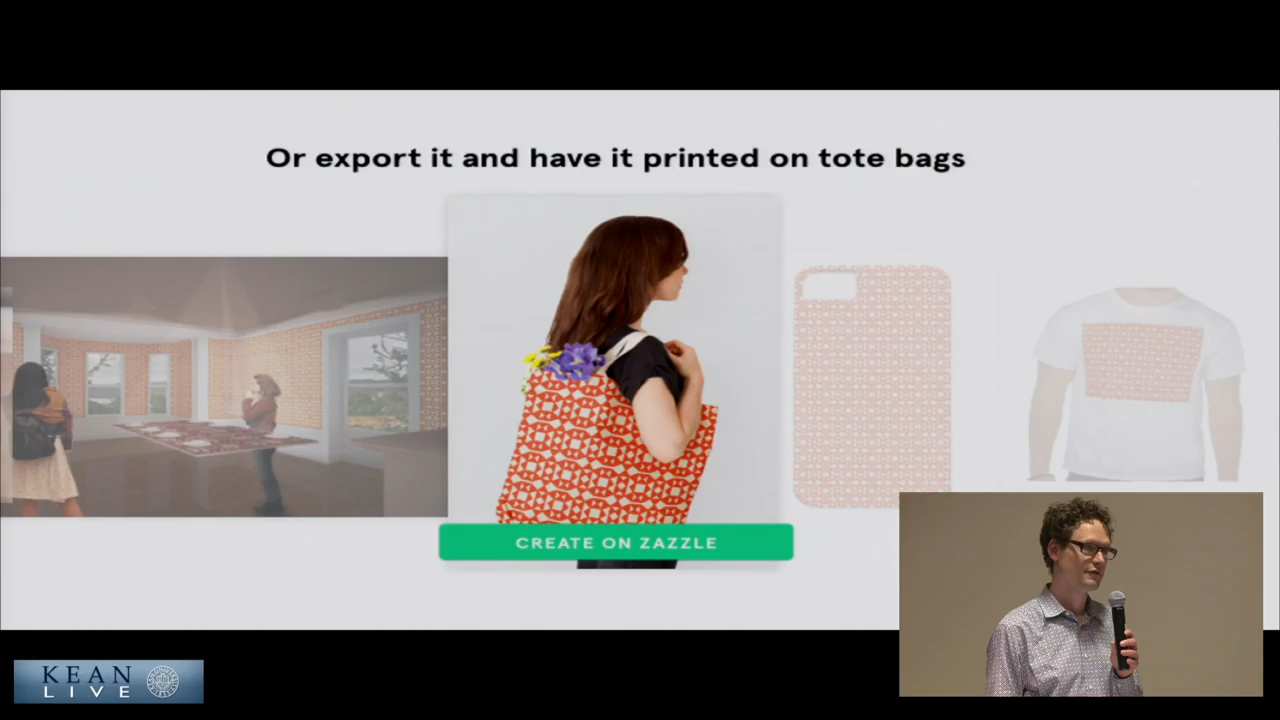 Or export it and have it printed on tote bags
CREATE ON ZAZZLE
KEAN
LIVE